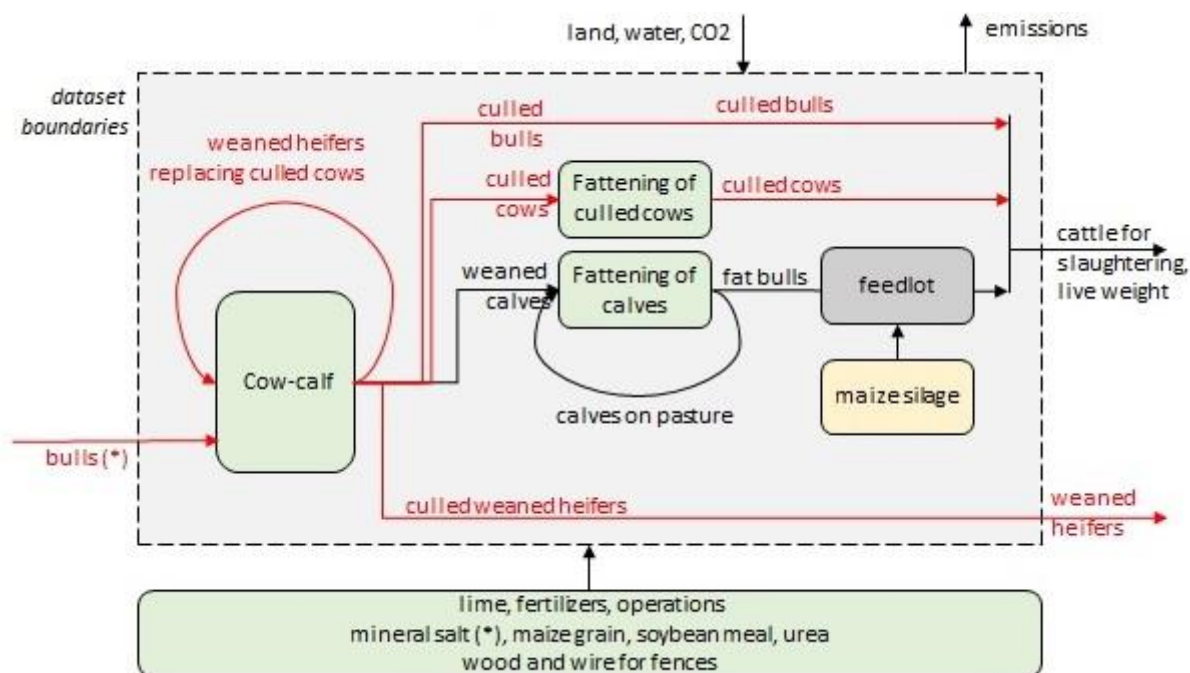 land, water, CO2
emissions
dataset
boundaries
culled
bulls
culled bulls
weaned heifers
replacing culled cows
culled
cows
Fattening of
culled cows
culled cows
cattle for
slaughtering,
live weight
weaned
calves
Fattening of
calves
fat bulls
feedlot
Cow-calf
maize silage
calves on pasture
bulls (*)
culled weaned heifers
weaned
heifers
lime, fertilizers, operations
mineral salt (*), maize grain, soybean meal, urea
wood and wire for fences